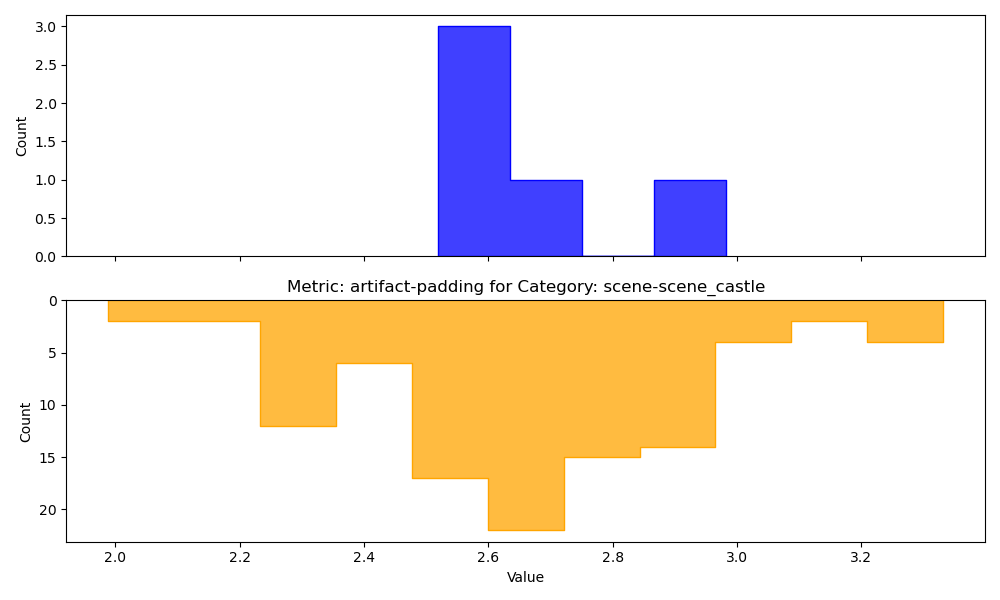 3.0
2.5
2.0
1.5
1.0
0.5
0.0
Count
Metric: artifact-padding for Category: scene-scene_castle
0
5
10
15
20
Count
2.0 2.2 2.4 2.6 2.8 3.0 3.2
Value